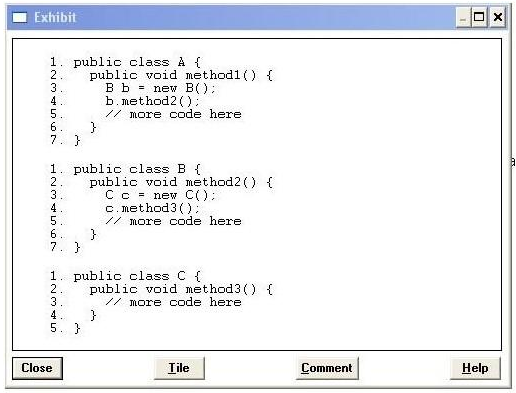 Exhibit
1. public class A {
2.   public void method1() {
3.     B b = new B();
4.     b.method2();
5.     // more code here
6.   }
7. }
1. public class B {
2.   public void method2() {
3.     C c = new C();
4.     c.method3();
5.     // more code here
6.   }
7. }
1. public class C {
2.   public void method3() {
3.     // more code here
4.   }
5. }
a
Close Tile Comment Help